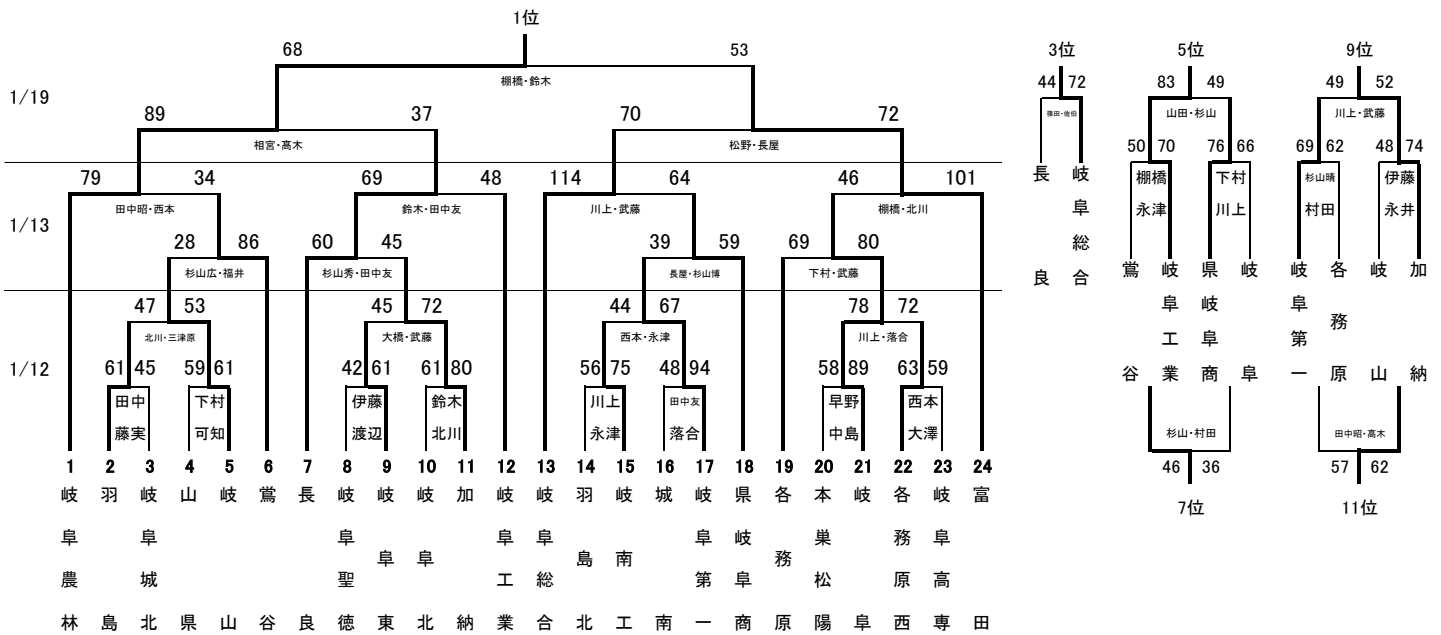 1位
68 53
棚橋・鈴木
1/19
89 37 70 72
相宮・髙木 松野・長屋
79 34 69 48 114 64 46 101
田中昭・西本 鈴木・田中友 川上・武藤 棚橋・北川
1/13
28 86 60 45 39 59 69 80
杉山広・福井 杉山秀・田中友 長屋・杉山博 下村・武藤
47 53 45 72 44 67 78 72
北川・三津原 大橋・武藤 西本・永津 川上・落合
1/12
61 45 59 61 42 61 61 80 56 75 48 94 58 89 63 59
田中 下村 伊藤 鈴木 川上 田中友 早野 西本
藤実 可知 渡辺 北川 永津 落合 中島 大澤
1 2 3 4 5 6 7 8 9 10 11 12 13 14 15 16 17 18 19 20 21 22 23 24
岐阜農林
羽島
岐阜城北
山県
岐山
鶯谷
長良
岐阜聖徳
岐阜東
岐阜北
加納
岐阜工業
岐阜総合
羽島北
岐南工
城南
岐阜第一
県岐阜商
各務原
本巣松陽
岐阜
各務原西
岐阜高専
富田
3位
44 72
篠田・佐伯
長良
岐阜総合
5位
83 49
山田・杉山
50 70 76 66
棚橋 下村
永津 川上
鶯谷
岐阜工業
県岐阜商
岐阜
杉山・村田
46 36
7位
9位
49 52
川上・武藤
69 62 48 74
杉山晴 伊藤
村田 永井
岐阜第一
各務原
岐山
加納
田中昭・髙木
57 62
11位